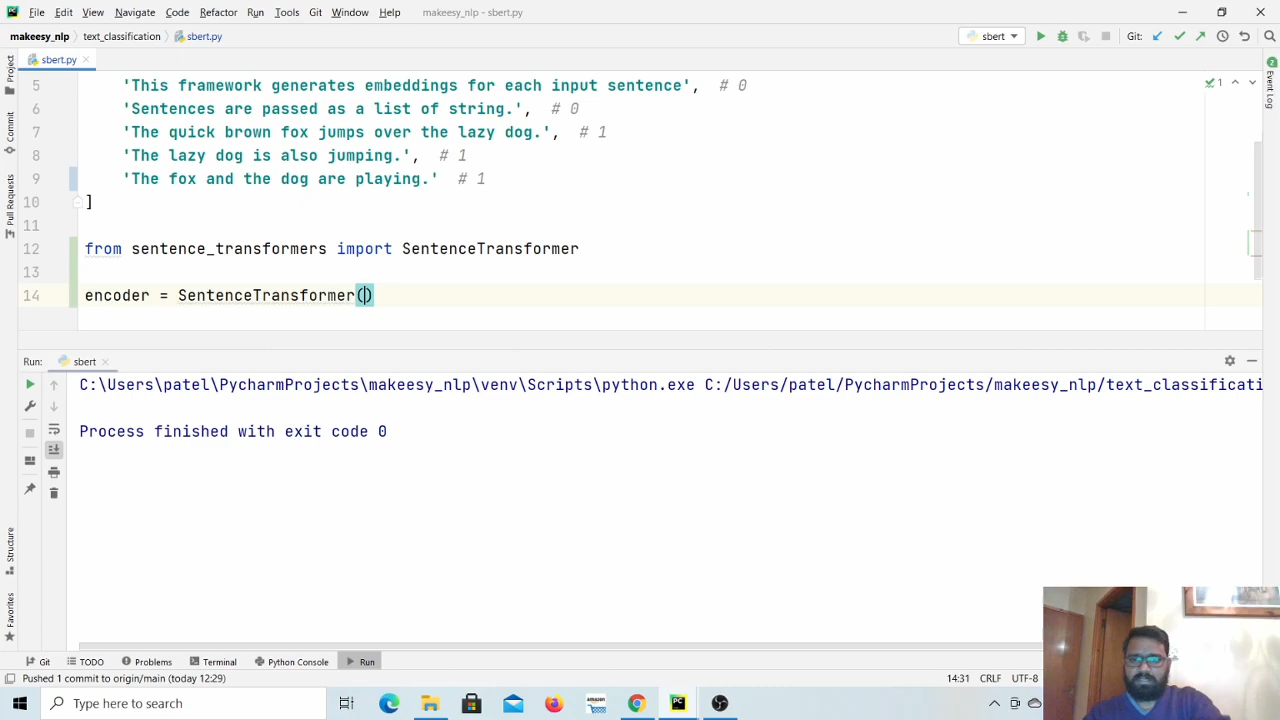 File Edit View Navigate Code Refactor Run Tools Git Window Help makeesy_nlp - sbert.py
makeesy_nlp text_classification sbert.py sbert Git:
sbert.py
Project
Commit
Pull Requests
Structure
Favorites
Event Log
1
5 'This framework generates embeddings for each input sentence', # 0
6 'Sentences are passed as a list of string.', # 0
7 'The quick brown fox jumps over the lazy dog.', # 1
8 'The lazy dog is also jumping.', # 1
9 'The fox and the dog are playing.' # 1
10 ]
11
12 from sentence_transformers import SentenceTransformer
13
14 encoder = SentenceTransformer()
Run: sbert
C:\Users\patel\PycharmProjects\makeesy_nlp\venv\Scripts\python.exe C:/Users/patel/PycharmProjects/makeesy_nlp/text_classificati
Process finished with exit code 0
Git TODO Problems Terminal Python Console Run
Pushed 1 commit to origin/main (today 12:29) 14:31 CRLF UTF-8
Type here to search
amazon